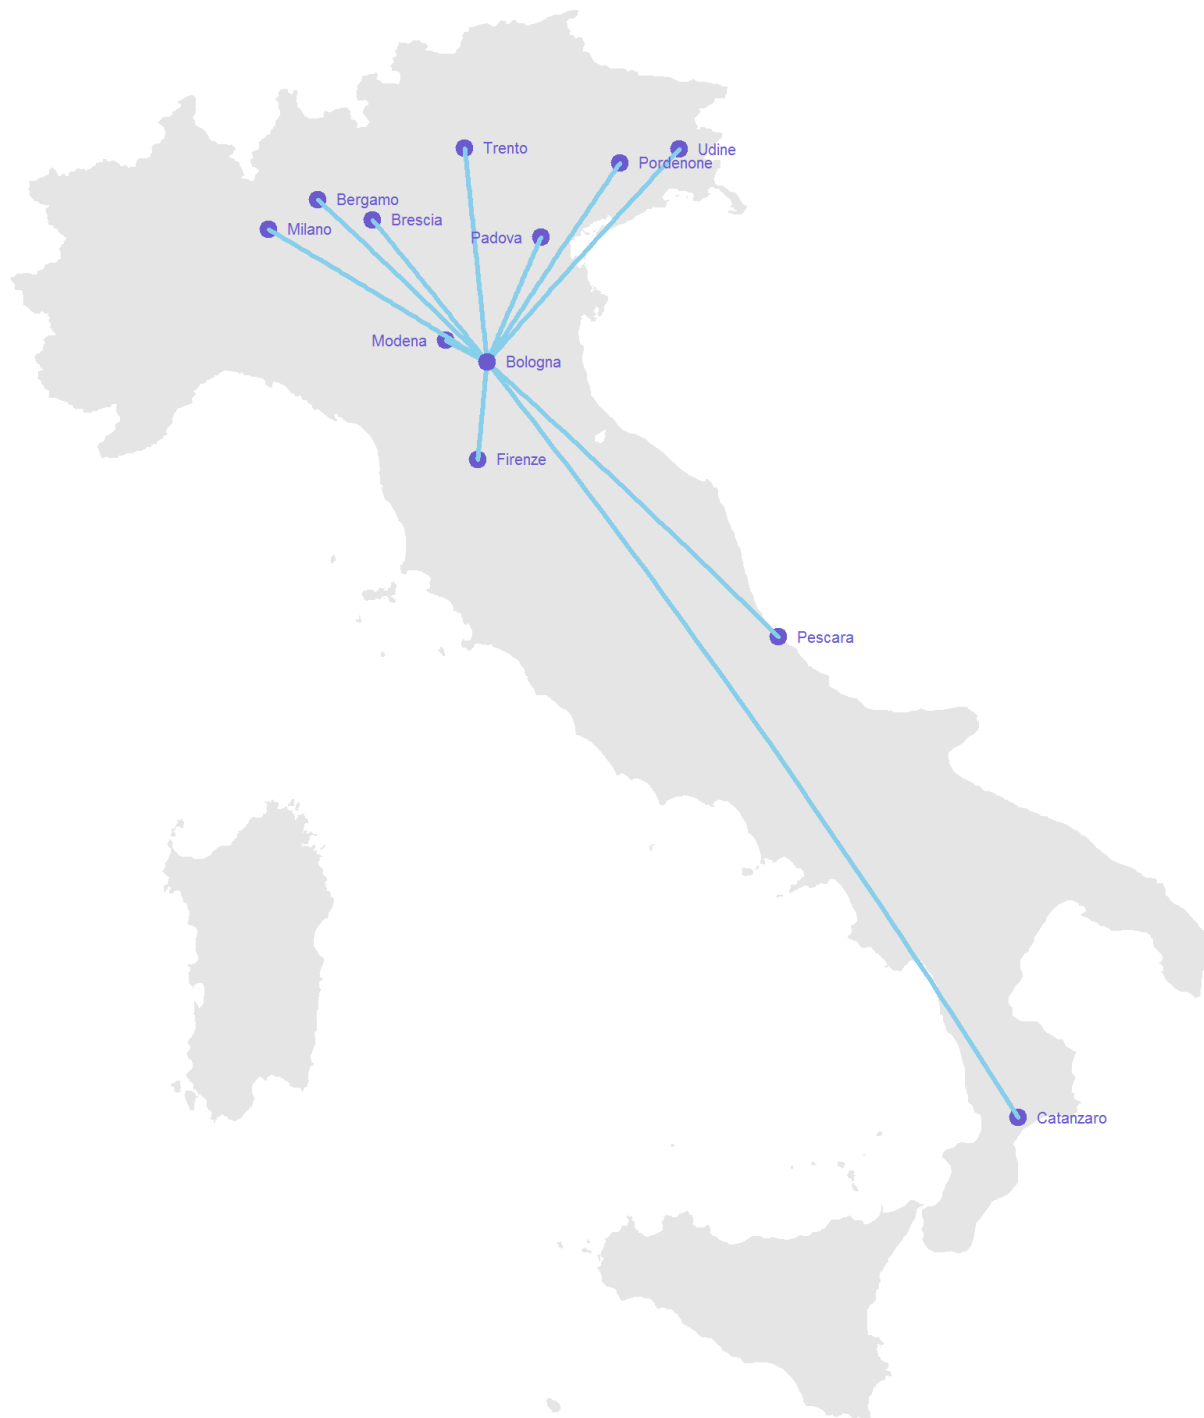 Trento
Udine
Pordenone
Bergamo
Brescia
Milano
Padova
Modena
Bologna
Firenze
Pescara
Catanzaro